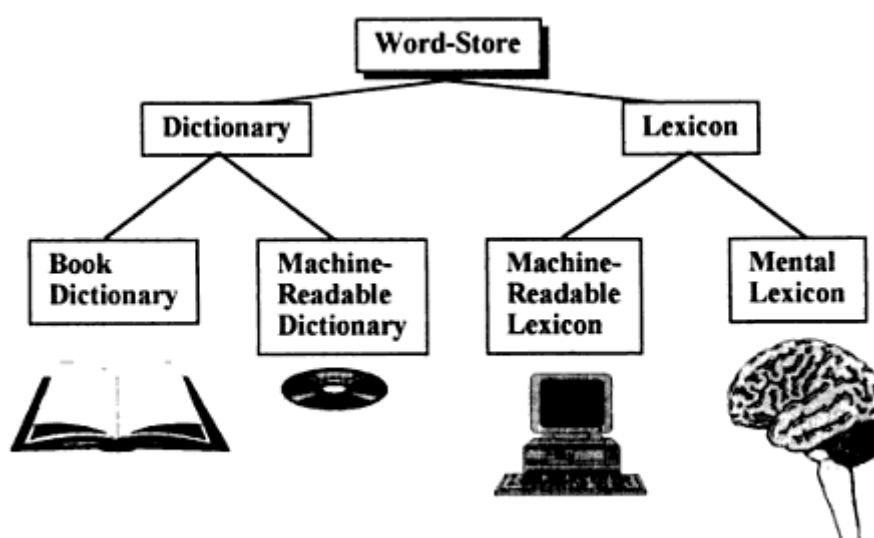 Word-Store
Dictionary
Lexicon
Book
Dictionary
Machine-
Readable
Dictionary
Machine-
Readable
Lexicon
Mental
Lexicon